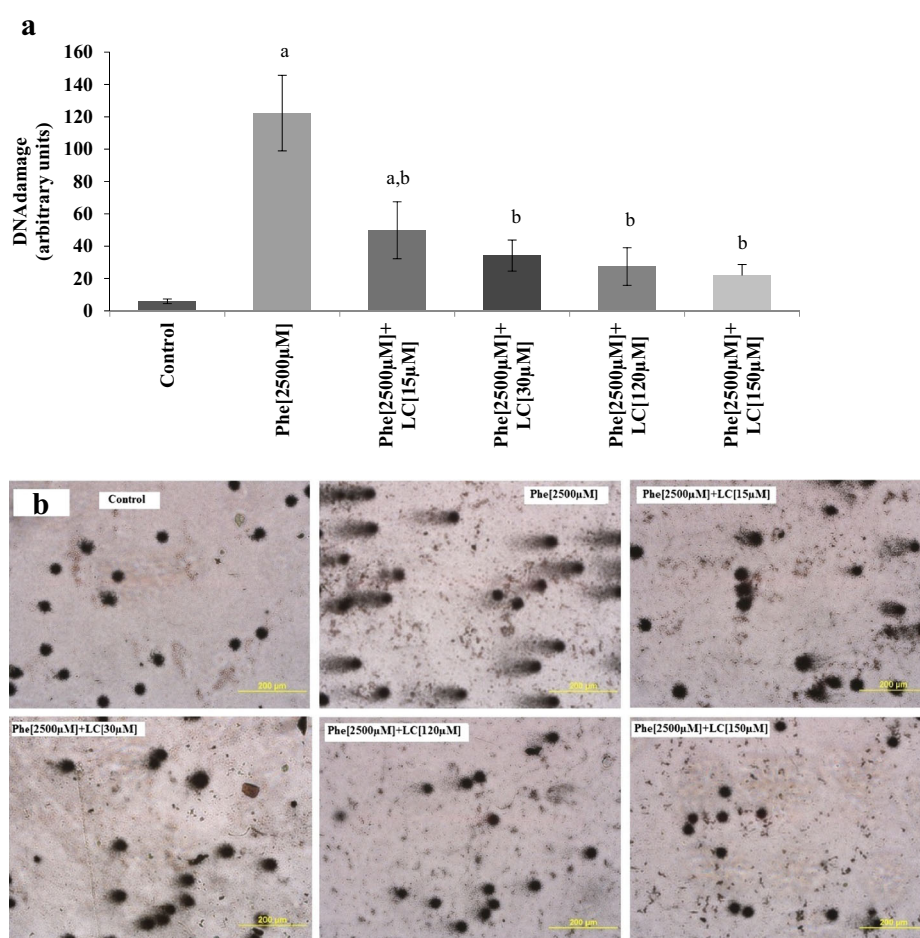 a
160
140
120
100
80
60
40
20
0
DNAdamage
(arbitrary units)
a
a,b
b
b
b
Control
Phe[2500µM]
Phe[2500µM]+
LC[15µM]
Phe[2500µM]+
LC[30µM]
Phe[2500µM]+
LC[120µM]
Phe[2500µM]+
LC[150µM]
b
Control
Phe[2500µM]
Phe[2500µM]+LC[15µM]
200 µm
200 µm
200 µm
Phe[2500µM]+LC[30µM]
Phe[2500µM]+LC[120µM]
Phe[2500µM]+LC[150µM]
200 µm
200 µm
200 µm